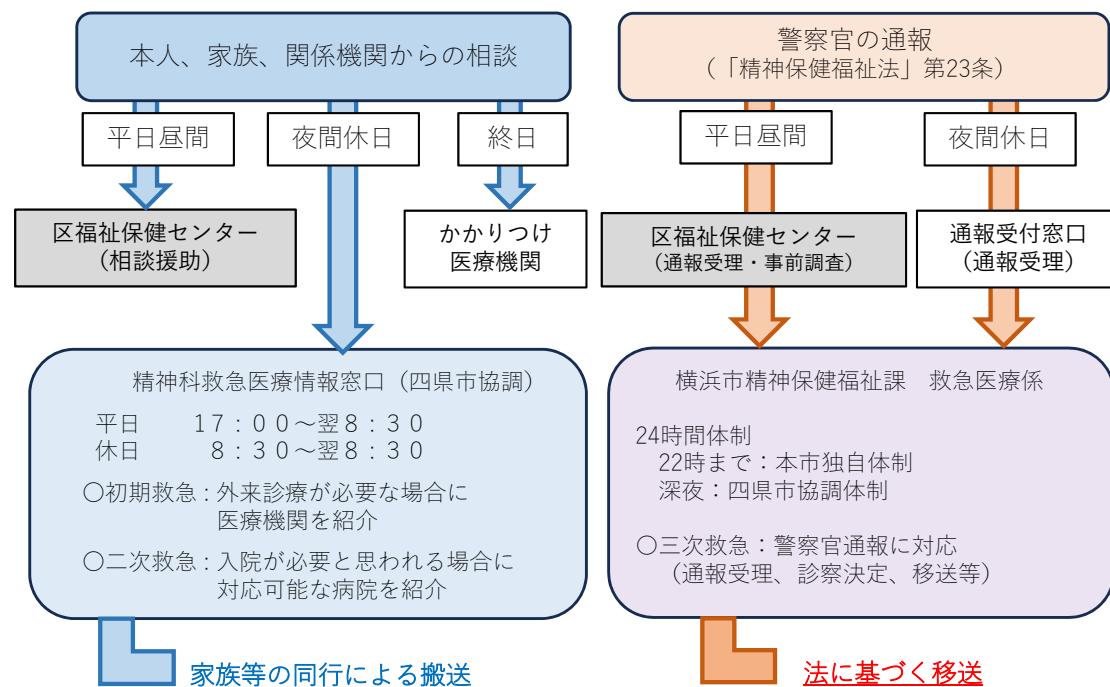 本人、家族、関係機関からの相談
平日昼間
夜間休日
終日
区福祉保健センター
(相談援助)
かかりつけ
医療機関
精神科救急医療情報窓口(四県市協調)
平日　１７：００～翌８：３０
休日　８：３０～翌８：３０
〇初期救急：外来診療が必要な場合に
医療機関を紹介
〇二次救急：入院が必要と思われる場合に
対応可能な病院を紹介
家族等の同行による搬送
警察官の通報
(「精神保健福祉法」第23条)
平日昼間
夜間休日
区福祉保健センター
(通報受理・事前調査)
通報受付窓口
(通報受理)
横浜市精神保健福祉課　救急医療係
24時間体制
22時まで：本市独自体制
深夜：四県市協調体制
〇三次救急：警察官通報に対応
(通報受理、診察決定、移送等)
法に基づく移送